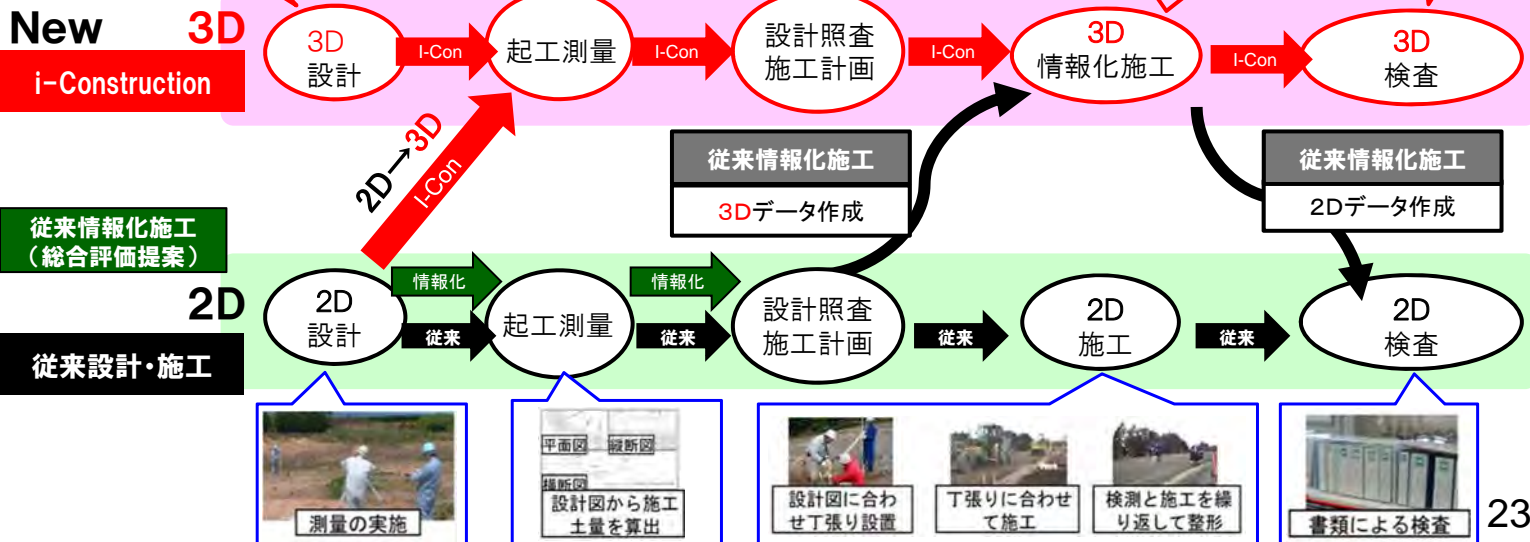 New 3D
i-Construction
3D
設計
I-Con
起工測量
I-Con
設計照査
施工計画
I-Con
3D
情報化施工
I-Con
3D
検査
2D→3D
I-Con
従来情報化施工
3Dデータ作成
従来情報化施工
2Dデータ作成
従来情報化施工
(総合評価提案)
2D
従来設計・施工
2D
設計
情報化
従来
起工測量
情報化
従来
設計照査
施工計画
従来
2D
施工
従来
2D
検査
測量の実施
平面図
縦断図
横断図
設計図から施工
土量を算出
設計図に合わ
せ丁張り設置
丁張りに合わせ
て施工
検測と施工を繰
り返して整形
書類による検査
23